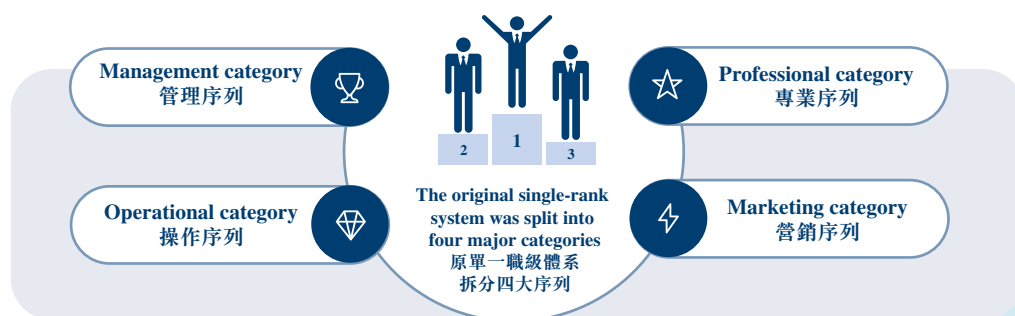 Management category
管理序列
Operational category
操作序列
2
1
3
The original single-rank
system was split into
four major categories
原單一職級體系
拆分四大序列
Professional category
專業序列
Marketing category
營銷序列